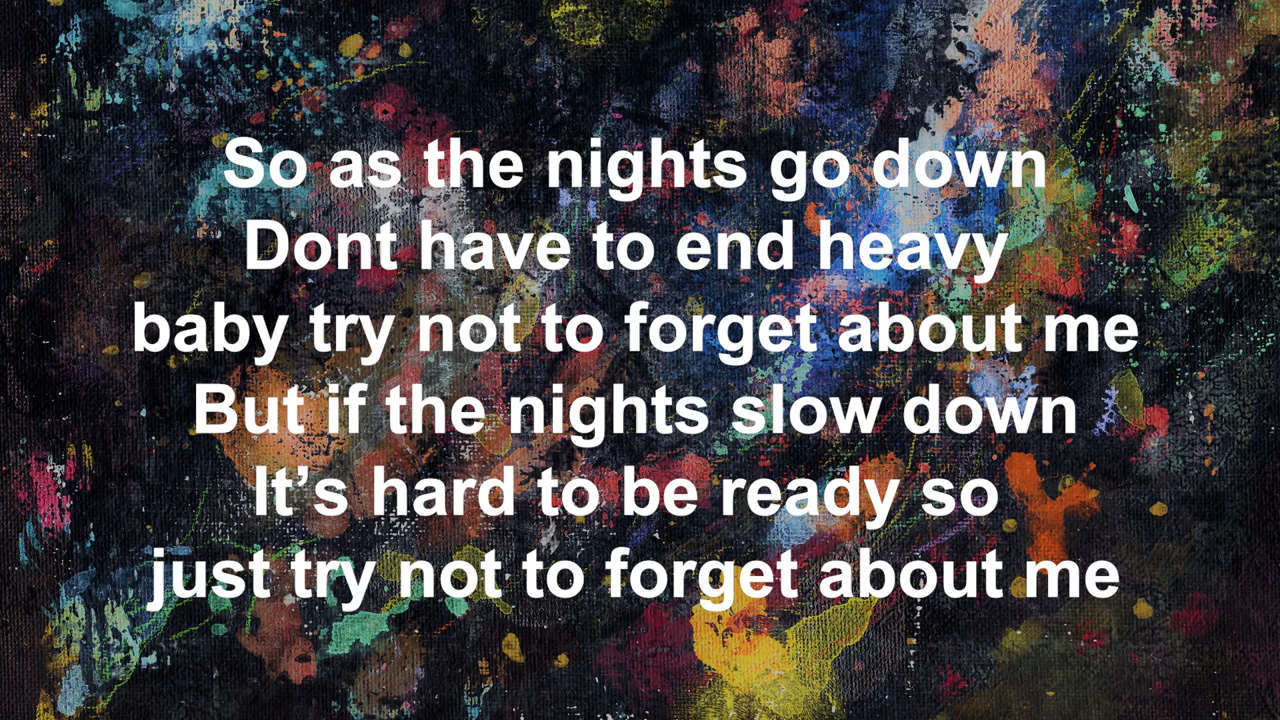 So as the nights go down
Dont have to end heavy
baby try not to forget about me
But if the nights slow down
It’s hard to be ready so
just try not to forget about me